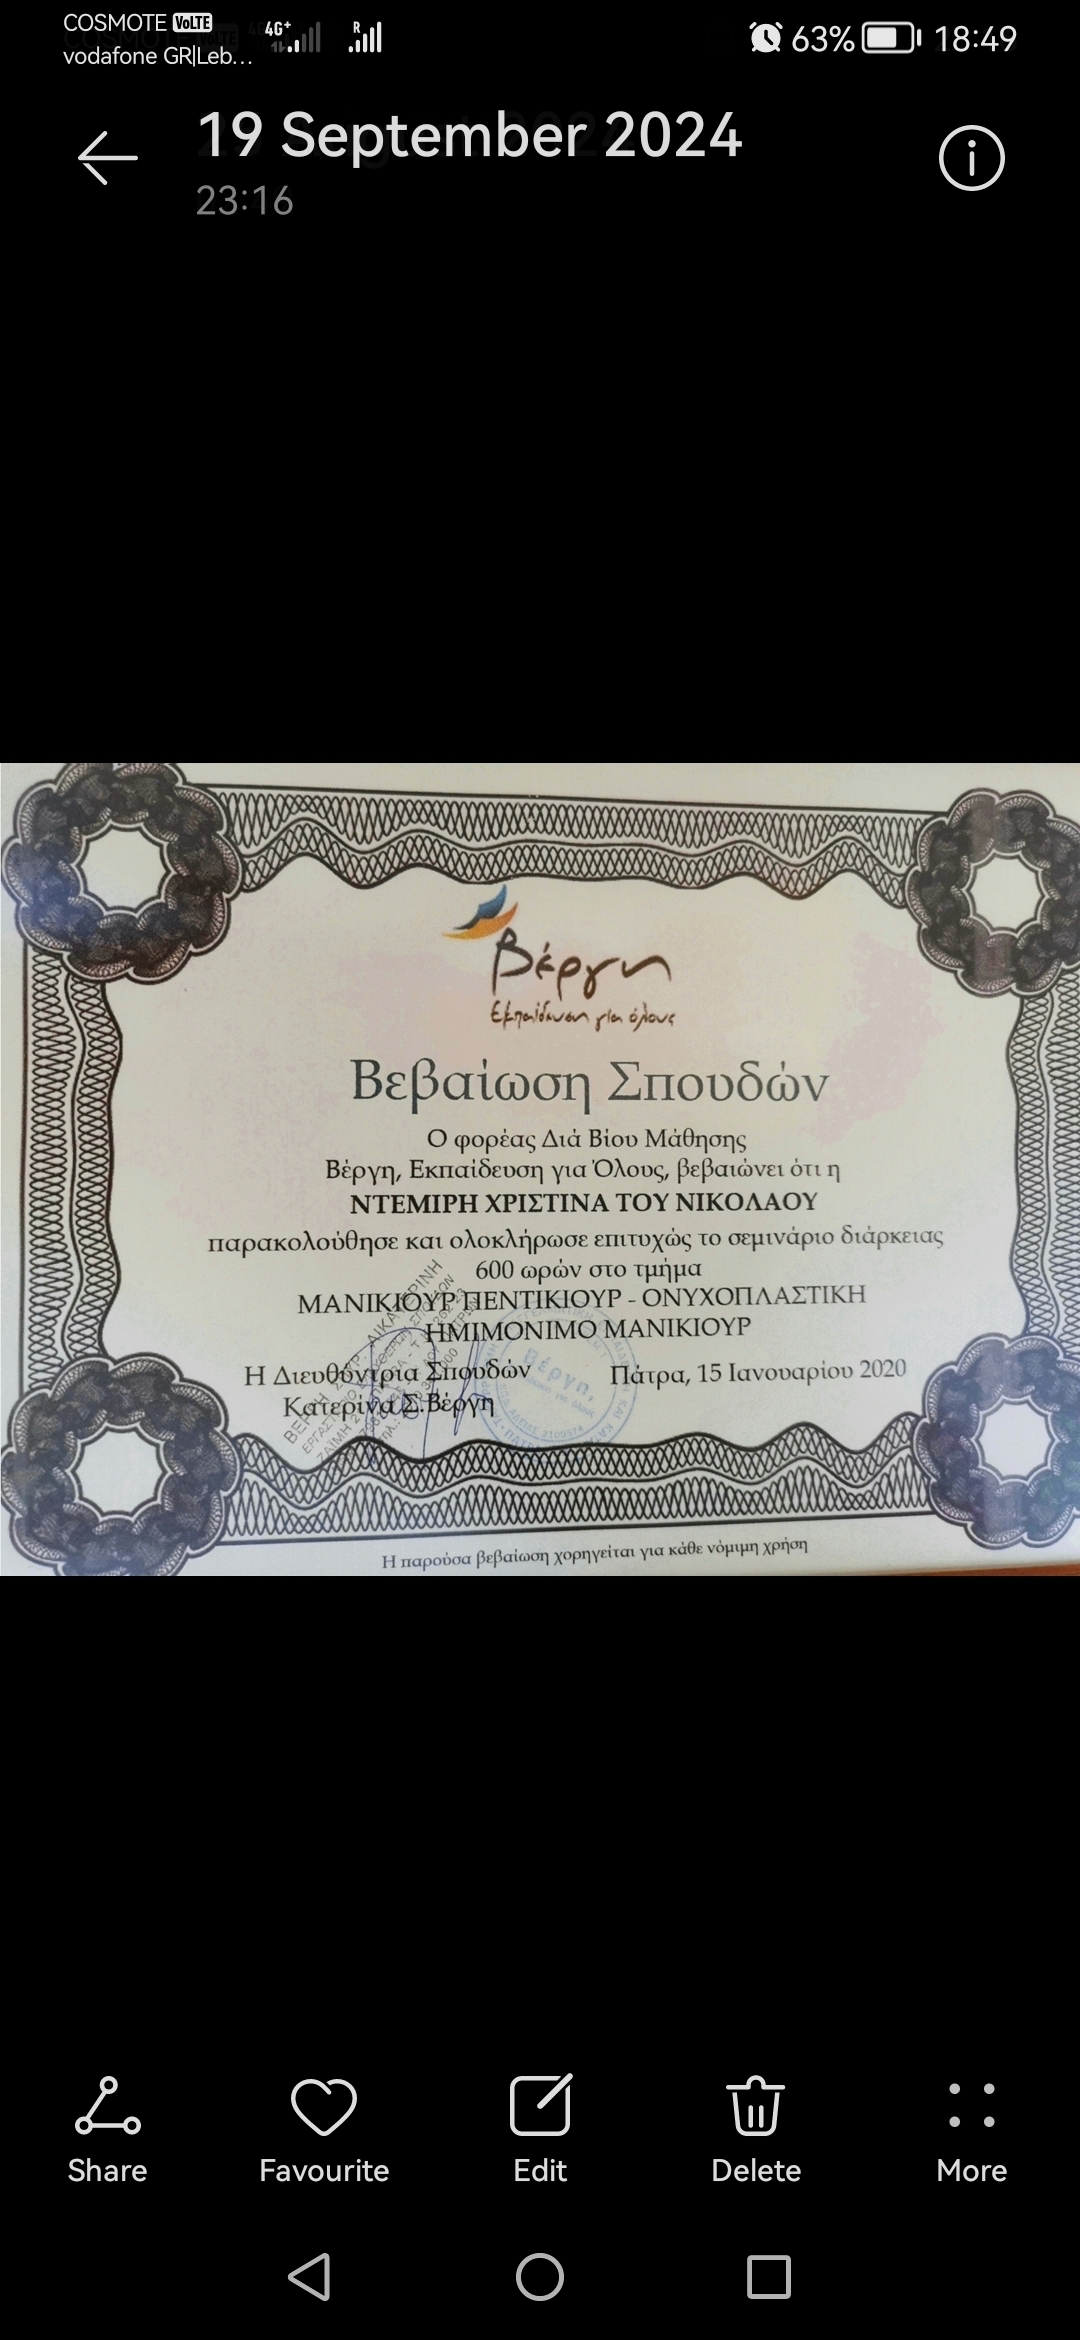 COSMOTE VoLTE
vodafone GR|Leb...
4G+
R
63%
18:49
19 September 2024
23:16
Βέργη
Εκπαίδευση για όλους
Βεβαίωση Σπουδών
Ο φορέας Διά Βίου Μάθησης
Βέργη, Εκπαίδευση για Όλους, βεβαιώνει ότι η
ΝΤΕΜΙΡΗ ΧΡΙΣΤΙΝΑ ΤΟΥ ΝΙΚΟΛΑΟΥ
παρακολούθησε και ολοκλήρωσε επιτυχώς το σεμινάριο διάρκειας
600 ωρών στο τμήμα
ΜΑΝΙΚΙΟΥΡ ΠΕΝΤΙΚΙΟΥΡ - ΟΝΥΧΟΠΛΑΣΤΙΚΗ
ΗΜΙΜΟΝΙΜΟ ΜΑΝΙΚΙΟΥΡ
Η Διευθύντρια Σπουδών
Πάτρα, 15 Ιανουαρίου 2020
Κατερίνα Σ.Βέργη
Βέργη,
Η παρούσα βεβαίωση χορηγείται για κάθε νόμιμη χρήση
Share
Favourite
Edit
Delete
More